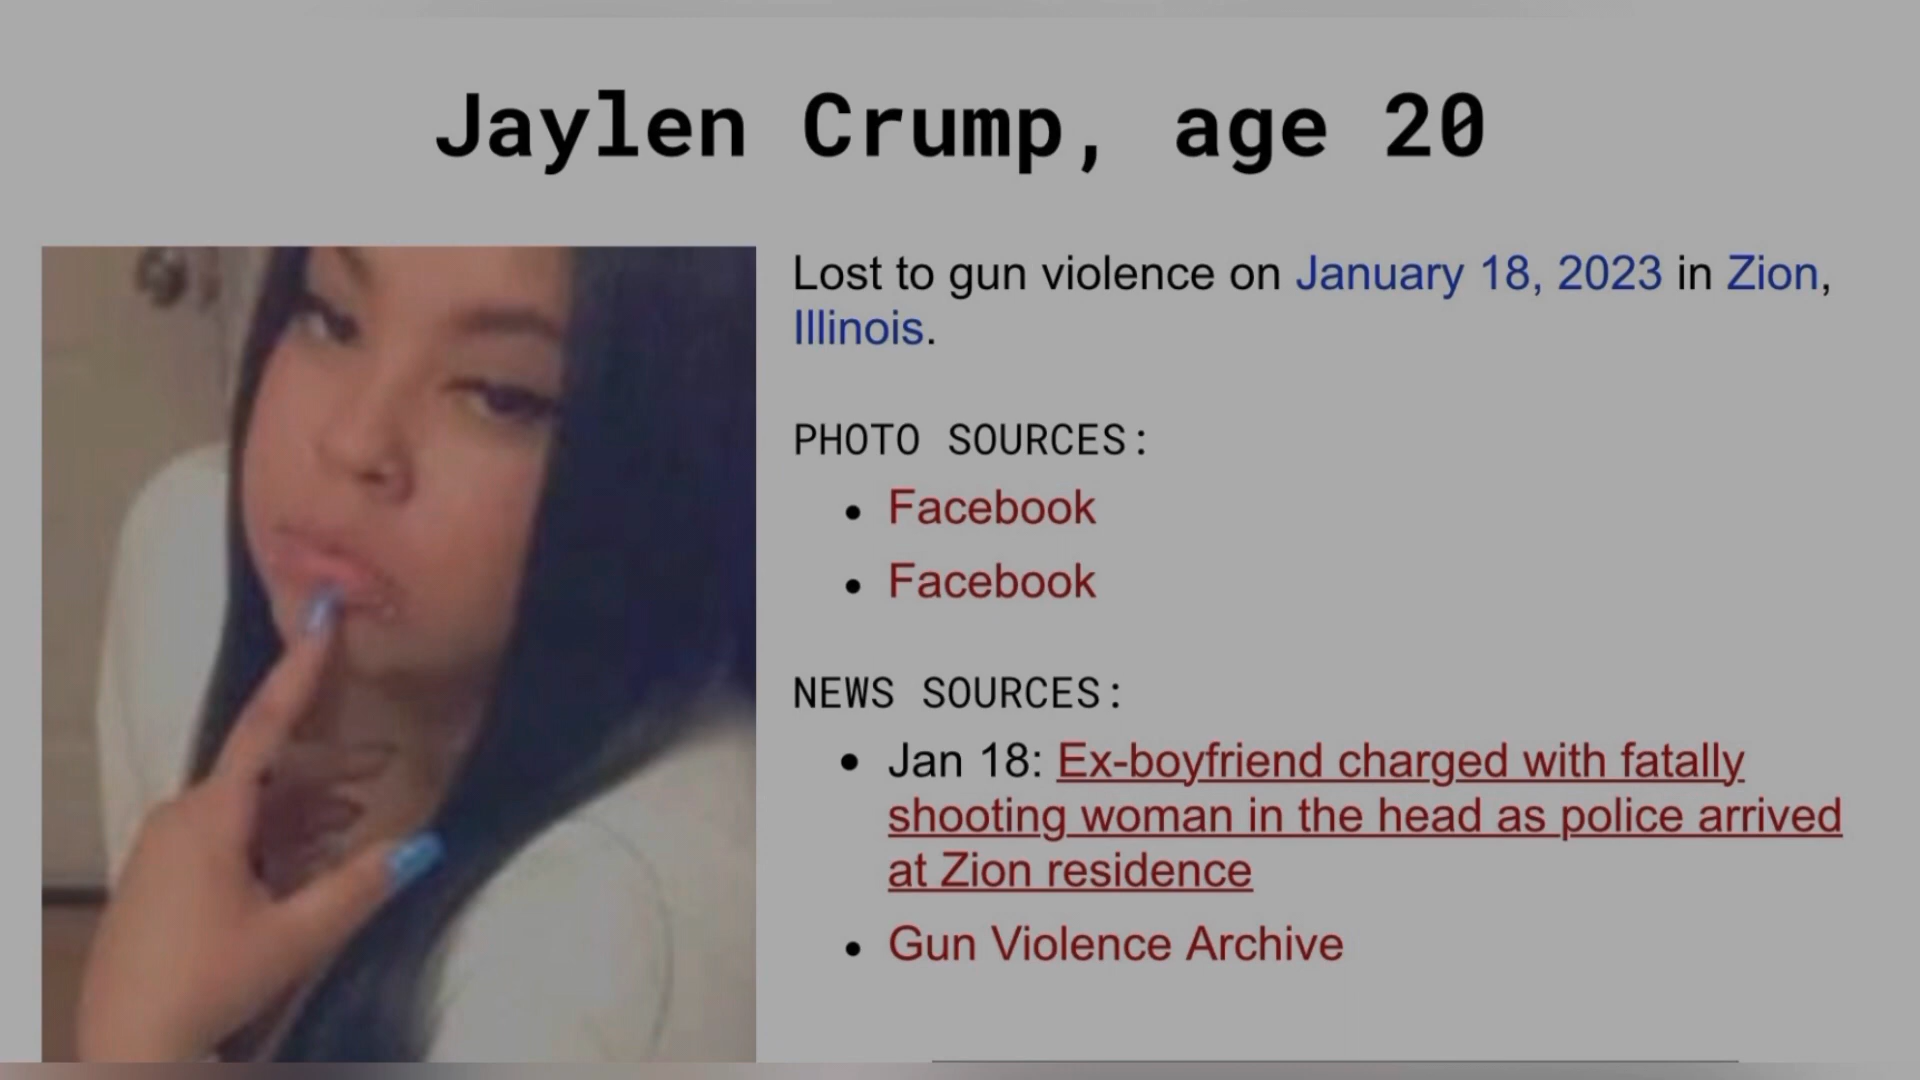 Jaylen Crump, age 20
Lost to gun violence on January 18, 2023 in Zion,
Illinois.
PHOTO SOURCES:
• Facebook
• Facebook
NEWS SOURCES:
• Jan 18: Ex-boyfriend charged with fatally
shooting woman in the head as police arrived
at Zion residence
• Gun Violence Archive